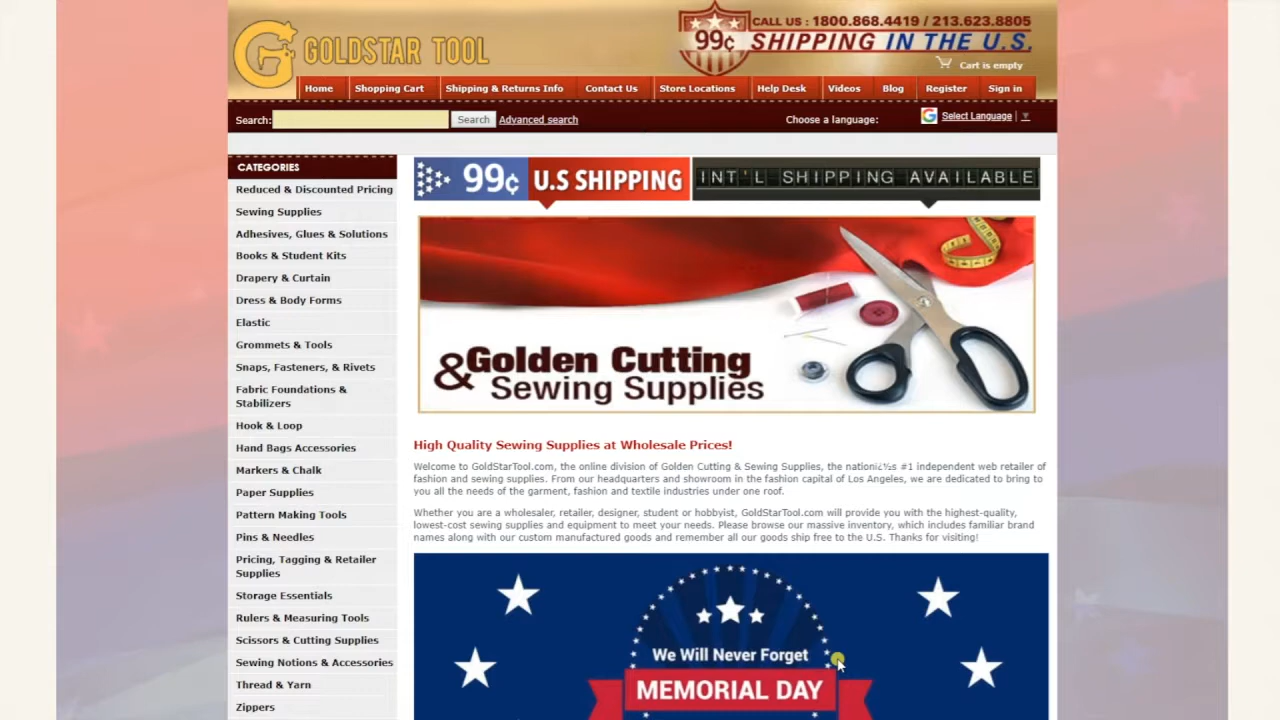 GOLDSTAR TOOL
CALL US : 1800.868.4419 / 213.623.8805
99¢ SHIPPING IN THE U.S.
Cart is empty
Home Shopping Cart Shipping & Returns Info Contact Us Store Locations Help Desk Videos Blog Register Sign in
Search: Search Advanced search Choose a language: Select Language
CATEGORIES
Reduced & Discounted Pricing
Sewing Supplies
Adhesives, Glues & Solutions
Books & Student Kits
Drapery & Curtain
Dress & Body Forms
Elastic
Grommets & Tools
Snaps, Fasteners, & Rivets
Fabric Foundations &
Stabilizers
Hook & Loop
Hand Bags Accessories
Markers & Chalk
Paper Supplies
Pattern Making Tools
Pins & Needles
Pricing, Tagging & Retailer
Supplies
Storage Essentials
Rulers & Measuring Tools
Scissors & Cutting Supplies
Sewing Notions & Accessories
Thread & Yarn
Zippers
99¢ U.S SHIPPING
INT'L SHIPPING AVAILABLE
Golden Cutting
& Sewing Supplies
High Quality Sewing Supplies at Wholesale Prices!
Welcome to GoldStarTool.com, the online division of Golden Cutting & Sewing Supplies, the nationï¿½s #1 independent web retailer of
fashion and sewing supplies. From our headquarters and showroom in the fashion capital of Los Angeles, we are dedicated to bring to
you all the needs of the garment, fashion and textile industries under one roof.
Whether you are a wholesaler, retailer, designer, student or hobbyist, GoldStarTool.com will provide you with the highest-quality,
lowest-cost sewing supplies and equipment to meet your needs. Please browse our massive inventory, which includes familiar brand
names along with our custom manufactured goods and remember all our goods ship free to the U.S. Thanks for visiting!
We Will Never Forget
MEMORIAL DAY